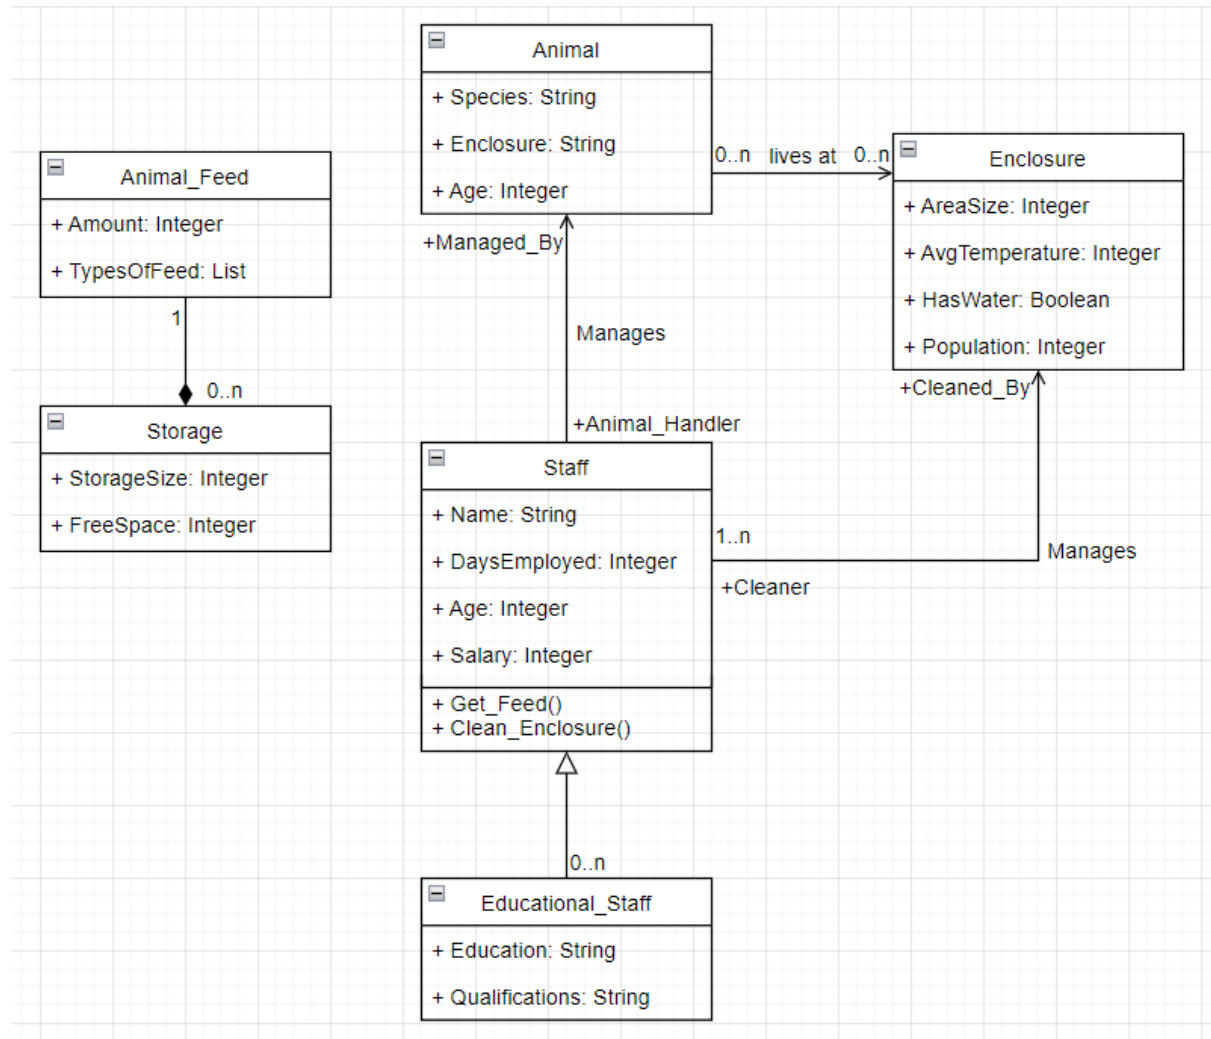 Animal
+ Species: String
+ Enclosure: String
+ Age: Integer
Animal_Feed
+ Amount: Integer
+ TypesOfFeed: List
0..n lives at 0..n
Enclosure
+ AreaSize: Integer
+ AvgTemperature: Integer
+ HasWater: Boolean
+ Population: Integer
+Managed_By
Manages
+Animal_Handler
+Cleaned_By
1
0..n
Storage
+ StorageSize: Integer
+ FreeSpace: Integer
Staff
+ Name: String
+ DaysEmployed: Integer
+ Age: Integer
+ Salary: Integer
+ Get_Feed()
+ Clean_Enclosure()
1..n
+Cleaner
Manages
0..n
Educational_Staff
+ Education: String
+ Qualifications: String